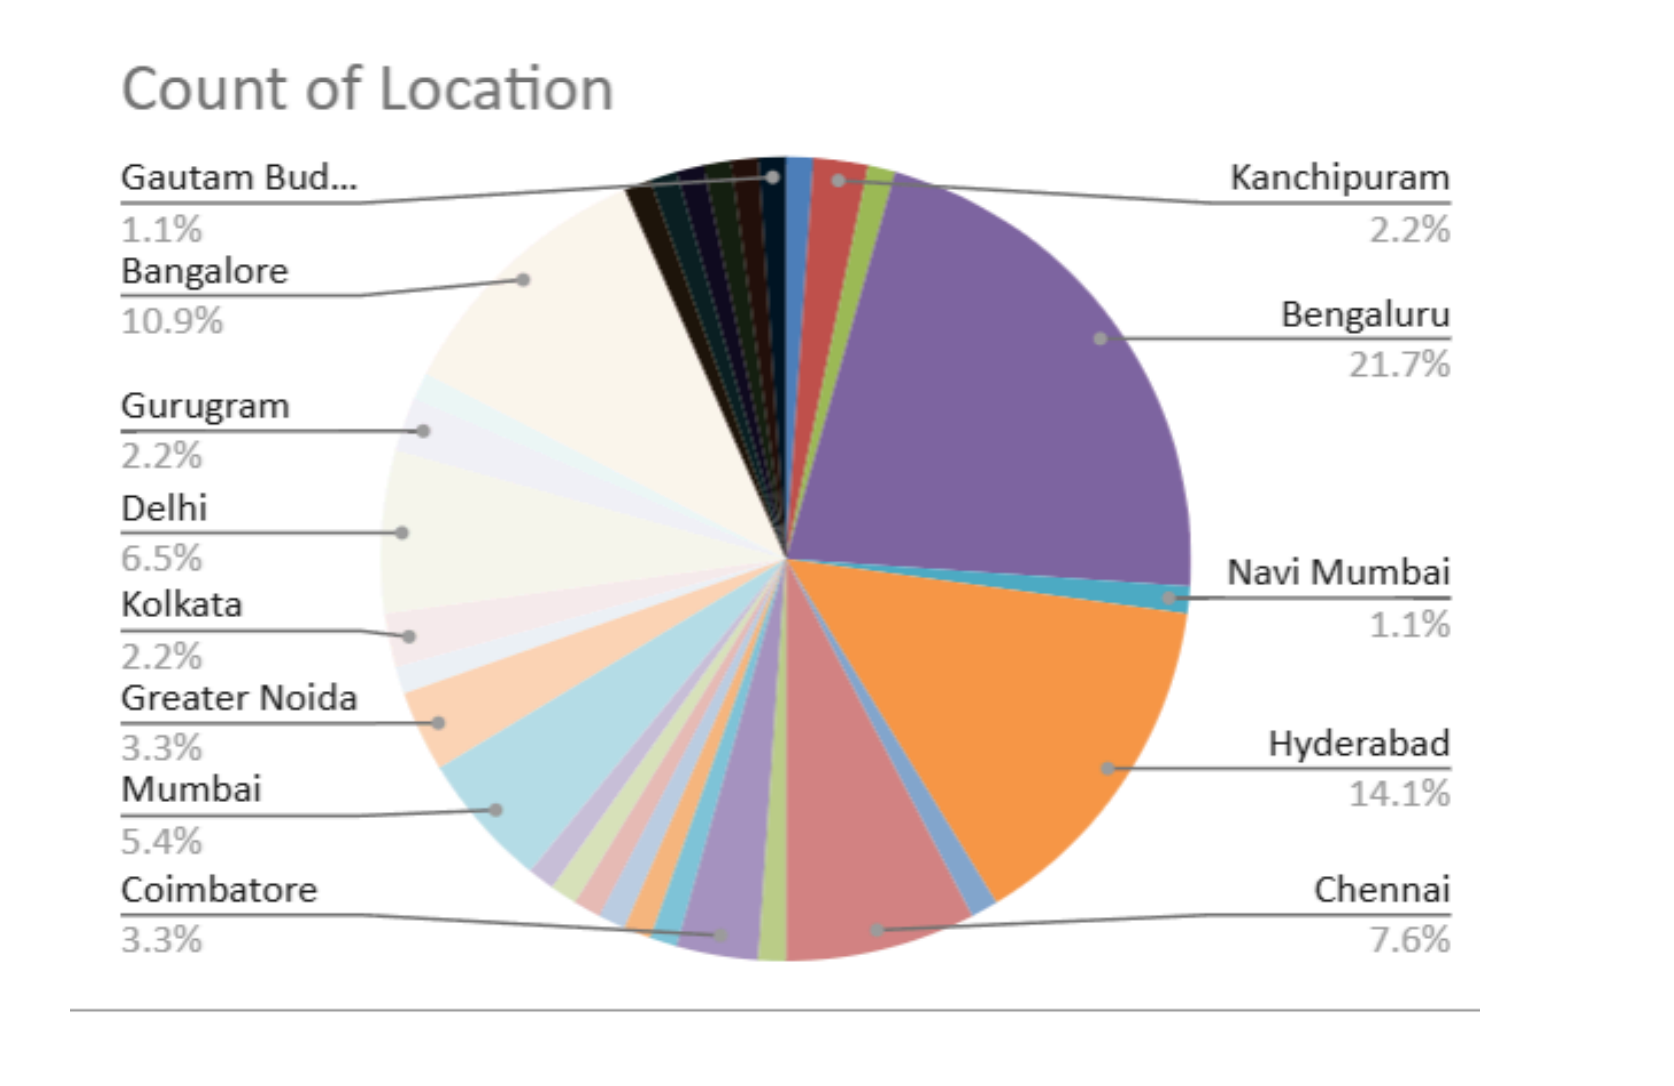 Count of Location
Gautam Bud...
1.1%
Bangalore
10.9%
Gurugram
2.2%
Delhi
6.5%
Kolkata
2.2%
Greater Noida
3.3%
Mumbai
5.4%
Coimbatore
3.3%
Kanchipuram
2.2%
Bengaluru
21.7%
Navi Mumbai
1.1%
Hyderabad
14.1%
Chennai
7.6%